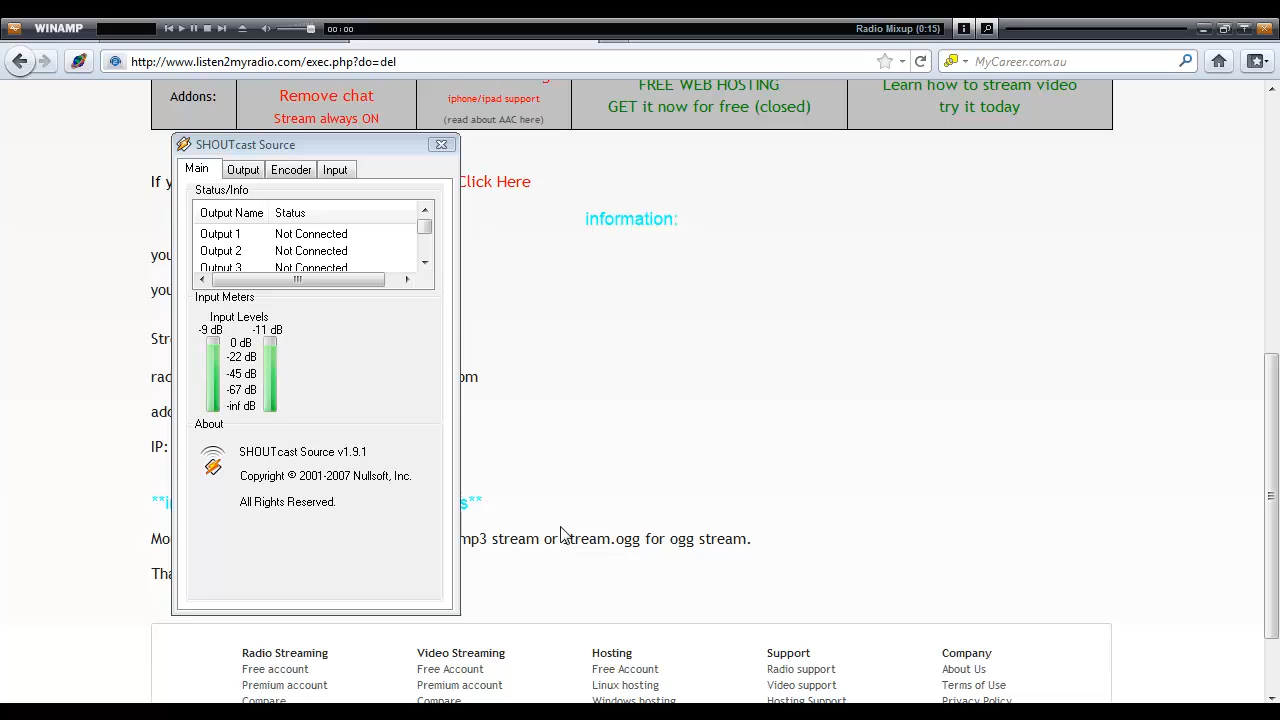 WINAMP
00:00
Radio Mixup (0:15)
http://www.listen2myradio.com/exec.php?do=del
MyCareer.com.au
Addons:
Remove chat
Stream always ON
iphone/ipad support
(read about AAC here)
FREE WEB HOSTING
GET it now for free (closed)
Learn how to stream video
try it today
SHOUTcast Source
Main
Output
Encoder
Input
If y
Click Here
Status/Info
information:
Output Name Status
Output 1 Not Connected
Output 2 Not Connected
Output 3 Not Connected
you
you
Input Meters
Input Levels
-9 dB -11 dB
0 dB
-22 dB
-45 dB
-67 dB
-inf dB
Str
rad
om
add
About
IP:
SHOUTcast Source v1.9.1
Copyright © 2001-2007 Nullsoft, Inc.
All Rights Reserved.
**i
s**
Mo
mp3 stream or stream.ogg for ogg stream.
Tha
Radio Streaming
Free account
Premium account
Compare
Video Streaming
Free Account
Premium account
Compare
Hosting
Free Account
Linux hosting
Windows hosting
Support
Radio support
Video support
Hosting Support
Company
About Us
Terms of Use
Privacy Policy